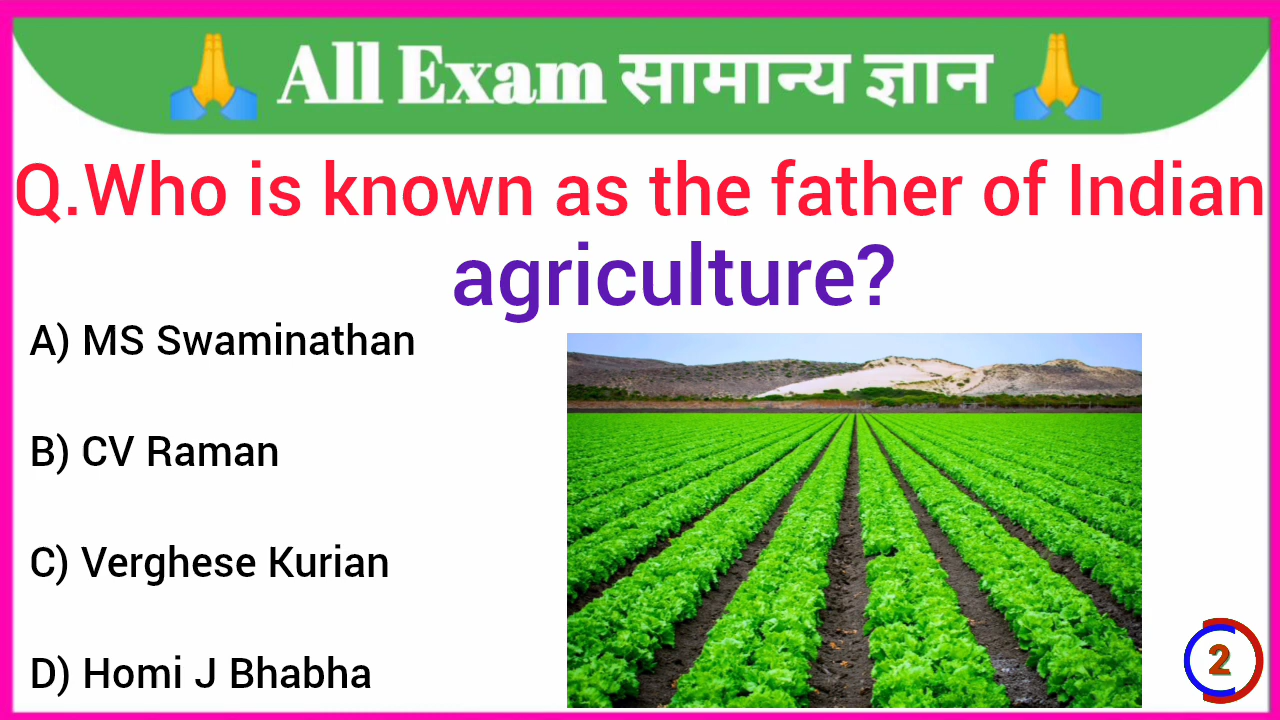 🙏 All Exam सामान्य ज्ञान 🙏
Q.Who is known as the father of Indian
agriculture?
A) MS Swaminathan
B) CV Raman
C) Verghese Kurian
D) Homi J Bhabha
2